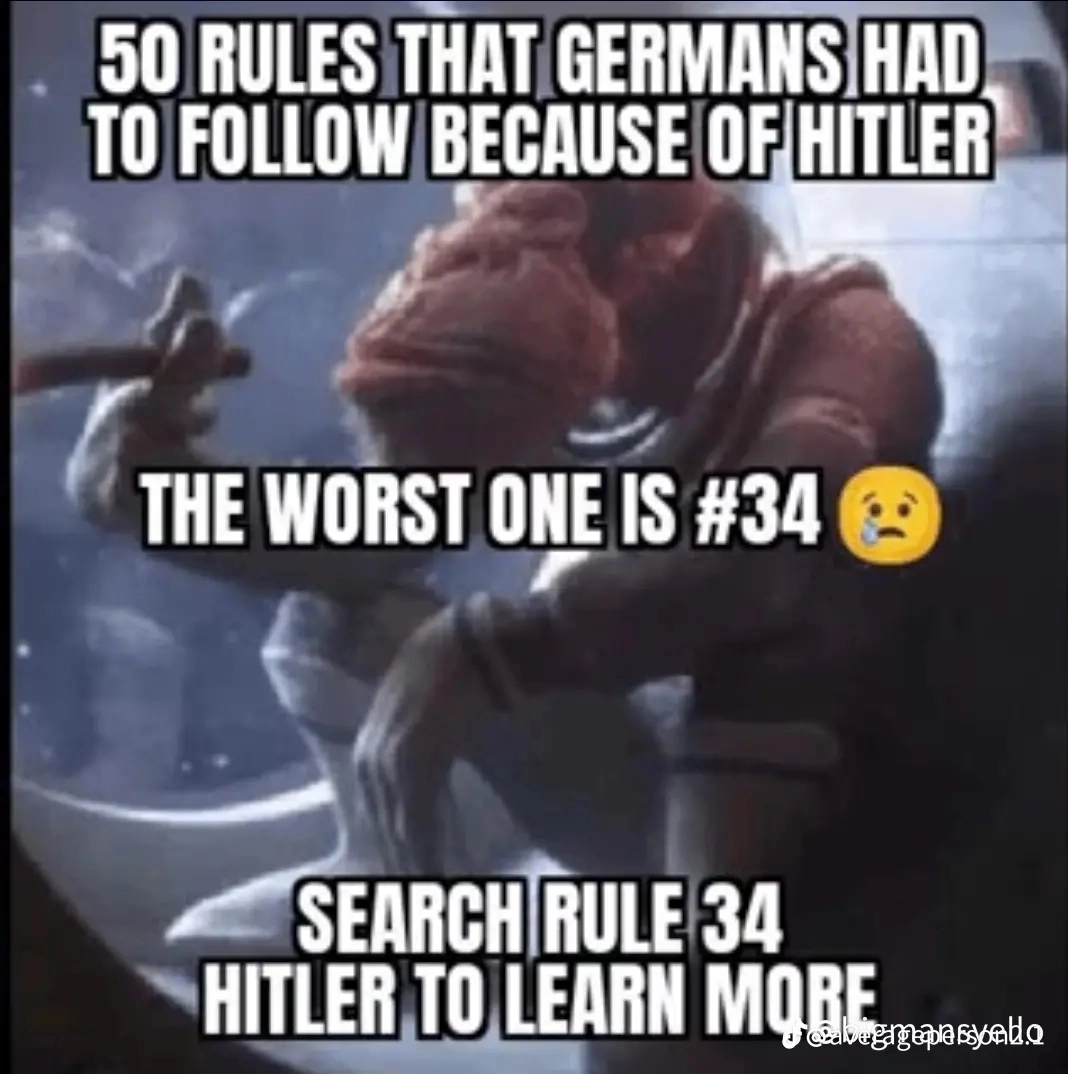 50 RULES THAT GERMANS HAD
TO FOLLOW BECAUSE OF HITLER
THE WORST ONE IS #34 😢
SEARCH RULE 34
HITLER TO LEARN MORE